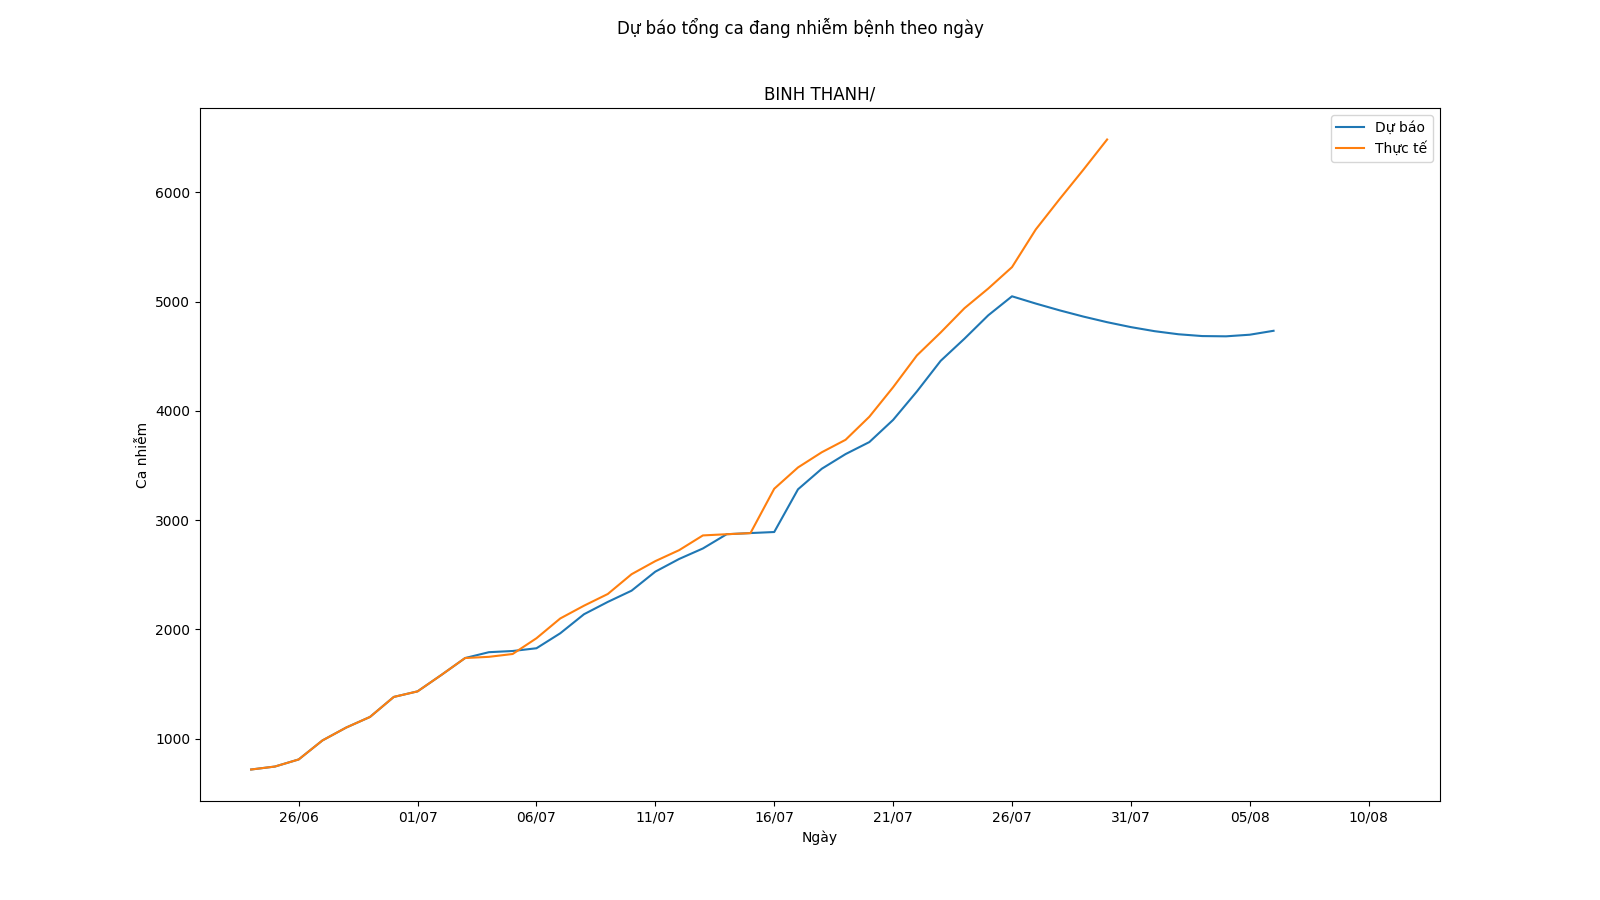 Dự báo tổng ca đang nhiễm bệnh theo ngày
BINH THANH/
Dự báo
Thực tế
6000
5000
4000
3000
2000
1000
Ca nhiễm
26/06 01/07 06/07 11/07 16/07 21/07 26/07 31/07 05/08 10/08
Ngày